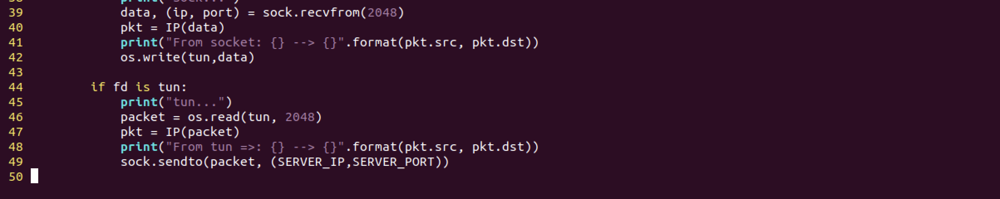 38 print("sock...")
39 data, (ip, port) = sock.recvfrom(2048)
40 pkt = IP(data)
41 print("From socket: {} --> {}".format(pkt.src, pkt.dst))
42 os.write(tun,data)
43
44 if fd is tun:
45 print("tun...")
46 packet = os.read(tun, 2048)
47 pkt = IP(packet)
48 print("From tun =>: {} --> {}".format(pkt.src, pkt.dst))
49 sock.sendto(packet, (SERVER_IP,SERVER_PORT))
50